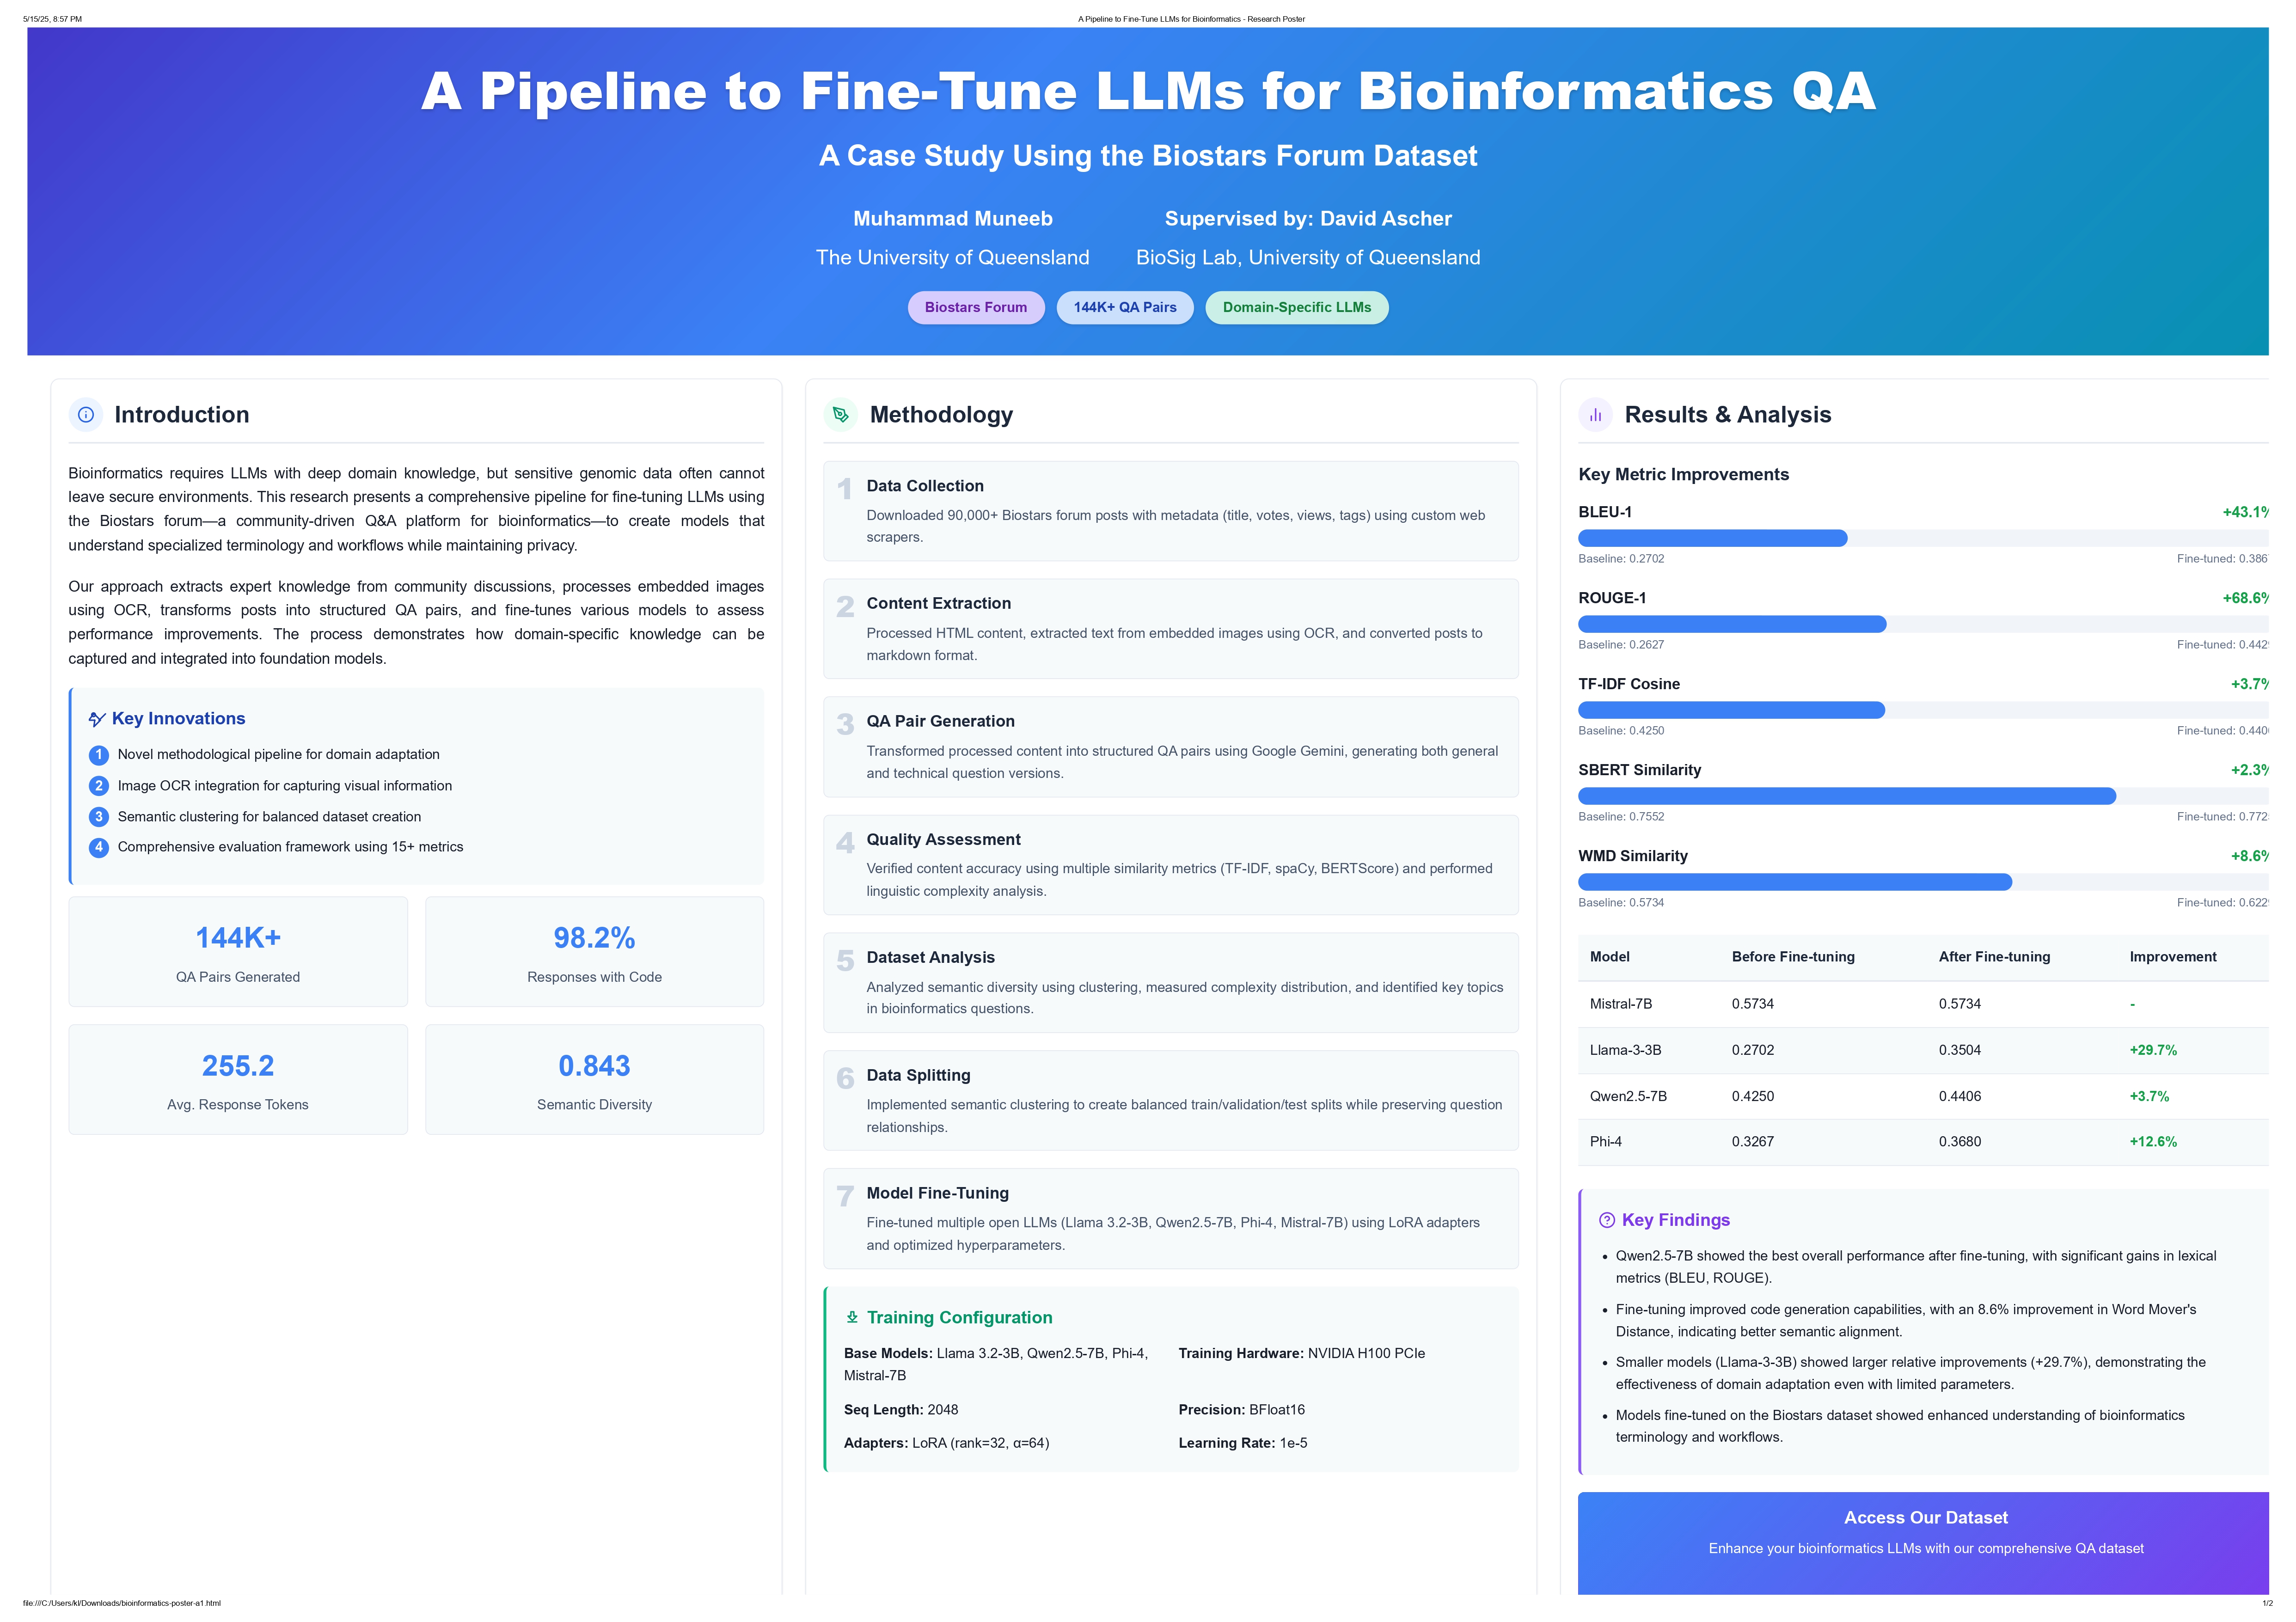 5/15/25, 8:57 PM
A Pipeline to Fine-Tune LLMs for Bioinformatics - Research Poster
A Pipeline to Fine-Tune LLMs for Bioinformatics QA
A Case Study Using the Biostars Forum Dataset
Muhammad Muneeb
The University of Queensland
Supervised by: David Ascher
BioSig Lab, University of Queensland
Biostars Forum
144K+ QA Pairs
Domain-Specific LLMs
Introduction
Bioinformatics requires LLMs with deep domain knowledge, but sensitive genomic data often cannot
leave secure environments. This research presents a comprehensive pipeline for fine-tuning LLMs using
the Biostars forum—a community-driven Q&A platform for bioinformatics—to create models that
understand specialized terminology and workflows while maintaining privacy.
Our approach extracts expert knowledge from community discussions, processes embedded images
using OCR, transforms posts into structured QA pairs, and fine-tunes various models to assess
performance improvements. The process demonstrates how domain-specific knowledge can be
captured and integrated into foundation models.
Key Innovations
1 Novel methodological pipeline for domain adaptation
2 Image OCR integration for capturing visual information
3 Semantic clustering for balanced dataset creation
4 Comprehensive evaluation framework using 15+ metrics
144K+
QA Pairs Generated
98.2%
Responses with Code
255.2
Avg. Response Tokens
0.843
Semantic Diversity
Methodology
1 Data Collection
Downloaded 90,000+ Biostars forum posts with metadata (title, votes, views, tags) using custom web
scrapers.
2 Content Extraction
Processed HTML content, extracted text from embedded images using OCR, and converted posts to
markdown format.
3 QA Pair Generation
Transformed processed content into structured QA pairs using Google Gemini, generating both general
and technical question versions.
4 Quality Assessment
Verified content accuracy using multiple similarity metrics (TF-IDF, spaCy, BERTScore) and performed
linguistic complexity analysis.
5 Dataset Analysis
Analyzed semantic diversity using clustering, measured complexity distribution, and identified key topics
in bioinformatics questions.
6 Data Splitting
Implemented semantic clustering to create balanced train/validation/test splits while preserving question
relationships.
7 Model Fine-Tuning
Fine-tuned multiple open LLMs (Llama 3.2-3B, Qwen2.5-7B, Phi-4, Mistral-7B) using LoRA adapters
and optimized hyperparameters.
Training Configuration
Base Models: Llama 3.2-3B, Qwen2.5-7B, Phi-4,
Mistral-7B
Training Hardware: NVIDIA H100 PCIe
Seq Length: 2048
Precision: BFloat16
Adapters: LoRA (rank=32, α=64)
Learning Rate: 1e-5
Results & Analysis
Key Metric Improvements
BLEU-1 +43.1%
Baseline: 0.2702 Fine-tuned: 0.386
ROUGE-1 +68.6%
Baseline: 0.2627 Fine-tuned: 0.442
TF-IDF Cosine +3.7%
Baseline: 0.4250 Fine-tuned: 0.440
SBERT Similarity +2.3%
Baseline: 0.7552 Fine-tuned: 0.772
WMD Similarity +8.6%
Baseline: 0.5734 Fine-tuned: 0.622
Model Before Fine-tuning After Fine-tuning Improvement
Mistral-7B 0.5734 0.5734 -
Llama-3-3B 0.2702 0.3504 +29.7%
Qwen2.5-7B 0.4250 0.4406 +3.7%
Phi-4 0.3267 0.3680 +12.6%
Key Findings
• Qwen2.5-7B showed the best overall performance after fine-tuning, with significant gains in lexical
metrics (BLEU, ROUGE).
• Fine-tuning improved code generation capabilities, with an 8.6% improvement in Word Mover's
Distance, indicating better semantic alignment.
• Smaller models (Llama-3-3B) showed larger relative improvements (+29.7%), demonstrating the
effectiveness of domain adaptation even with limited parameters.
• Models fine-tuned on the Biostars dataset showed enhanced understanding of bioinformatics
terminology and workflows.
Access Our Dataset
Enhance your bioinformatics LLMs with our comprehensive QA dataset
file:///C:/Users/kl/Downloads/bioinformatics-poster-a1.html
1/2